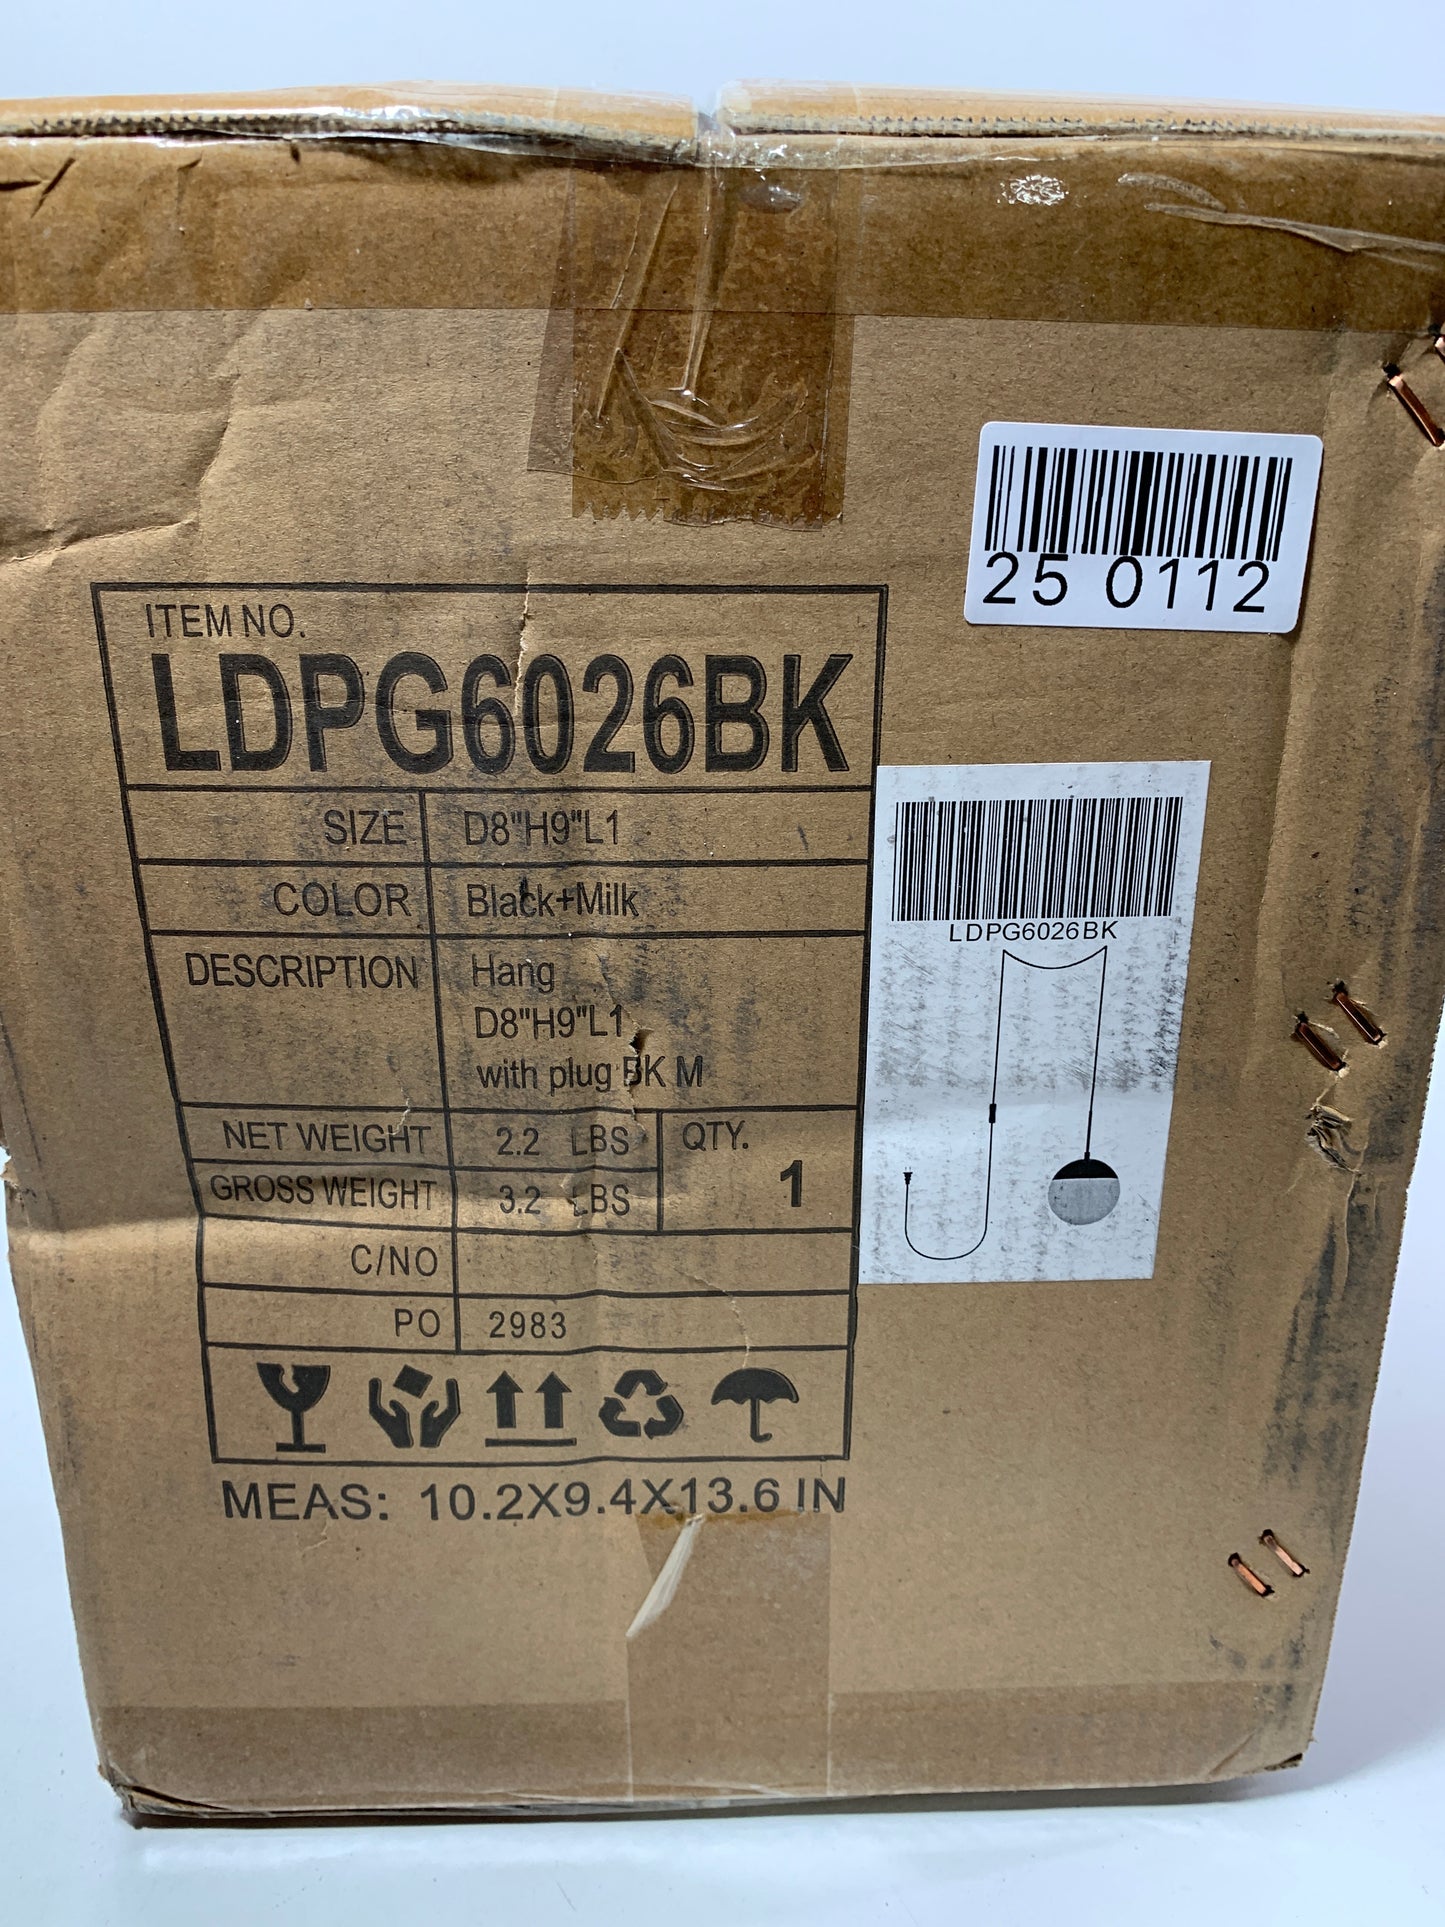 25 0112
ITEM NO.
LDPG6026BK
SIZE D8"H9"L1
COLOR Black+Milk
DESCRIPTION Hang
D8"H9"L1
with plug BK M
NET WEIGHT 2.2 LBS QTY.
GROSS WEIGHT 3.2 LBS 1
C/NO
PO 2983
MEAS: 10.2X9.4X13.6 IN
LDPG6026BK